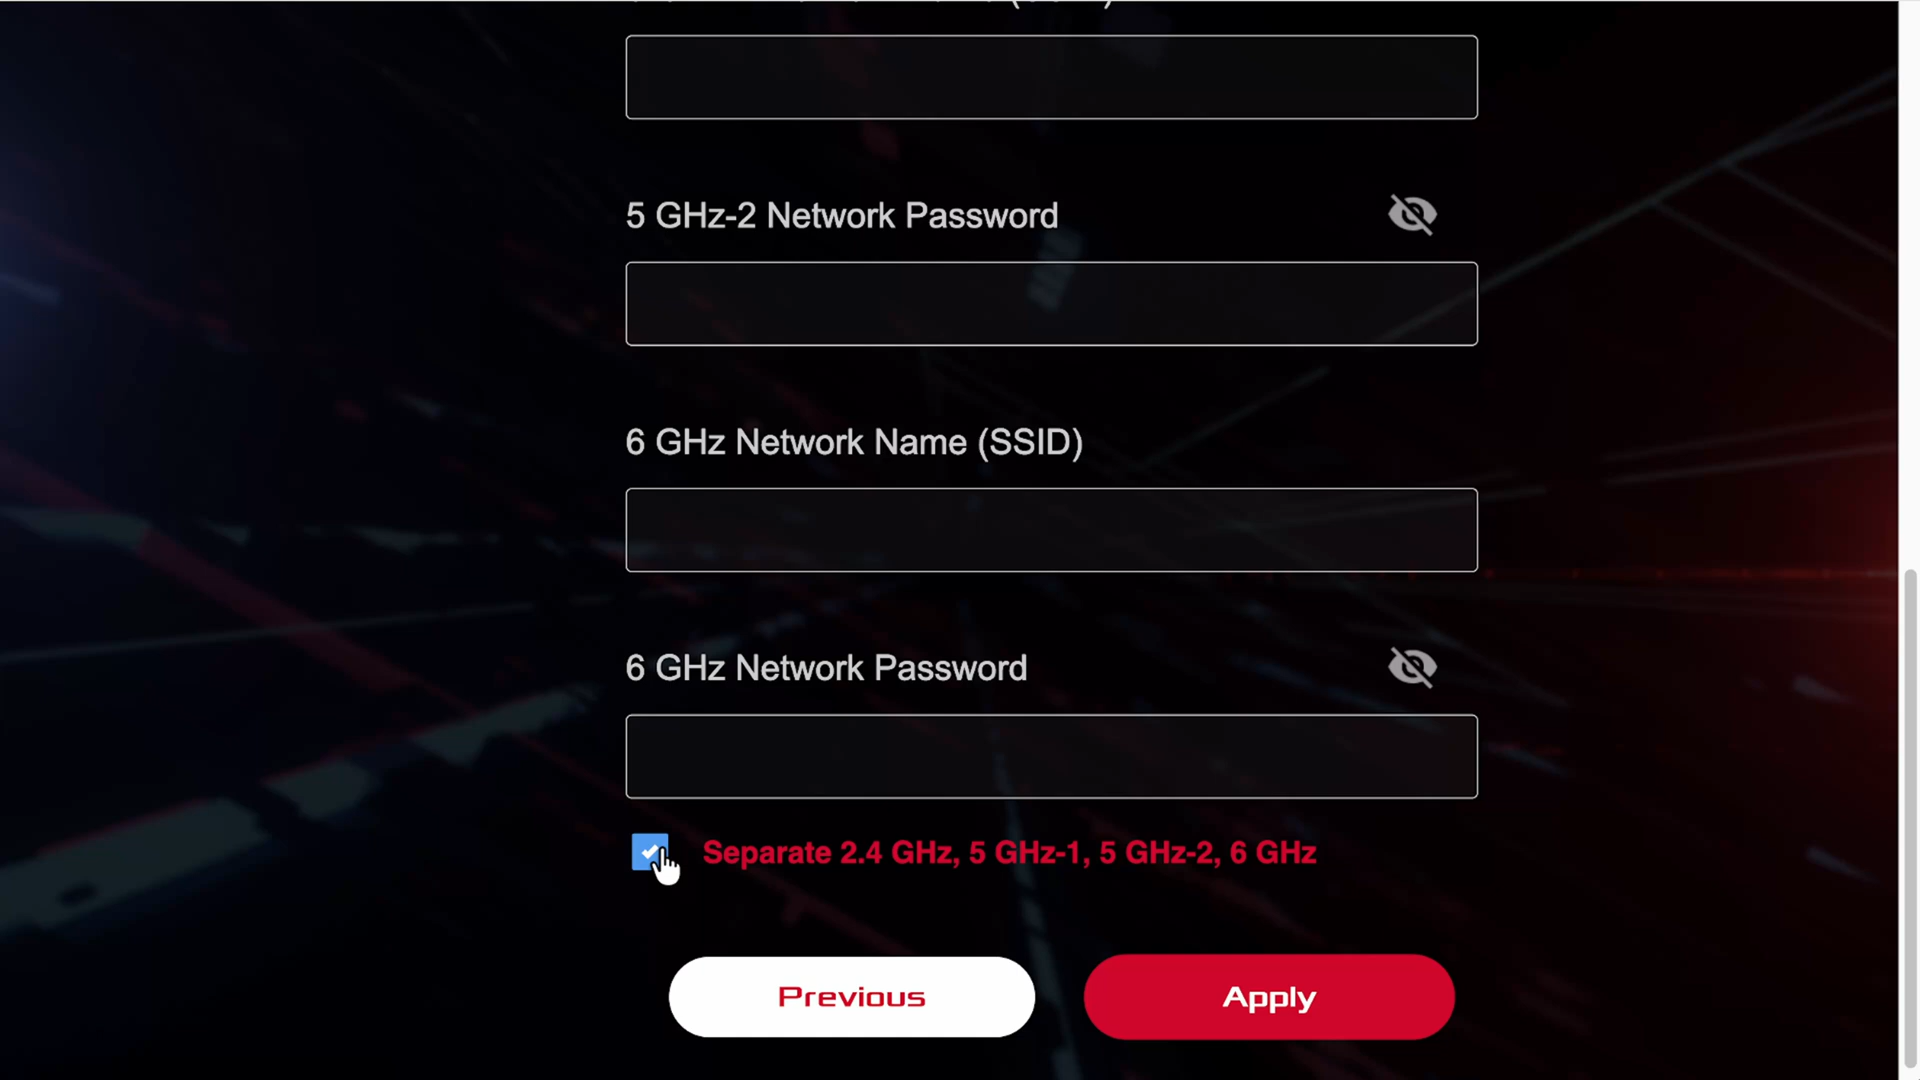 5 GHz-2 Network Password
6 GHz Network Name (SSID)
6 GHz Network Password
Separate 2.4 GHz, 5 GHz-1, 5 GHz-2, 6 GHz
Previous
Apply